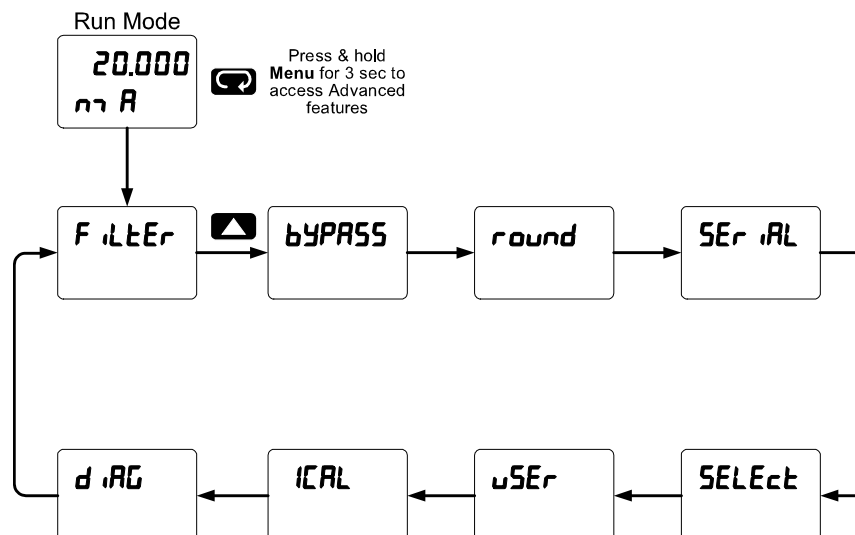 Run Mode
20.000
mA
Press & hold
Menu for 3 sec to
access Advanced
features
FiLtEr
bYPASS
round
SEriAL
diAG
ICAL
uSEr
SELEct